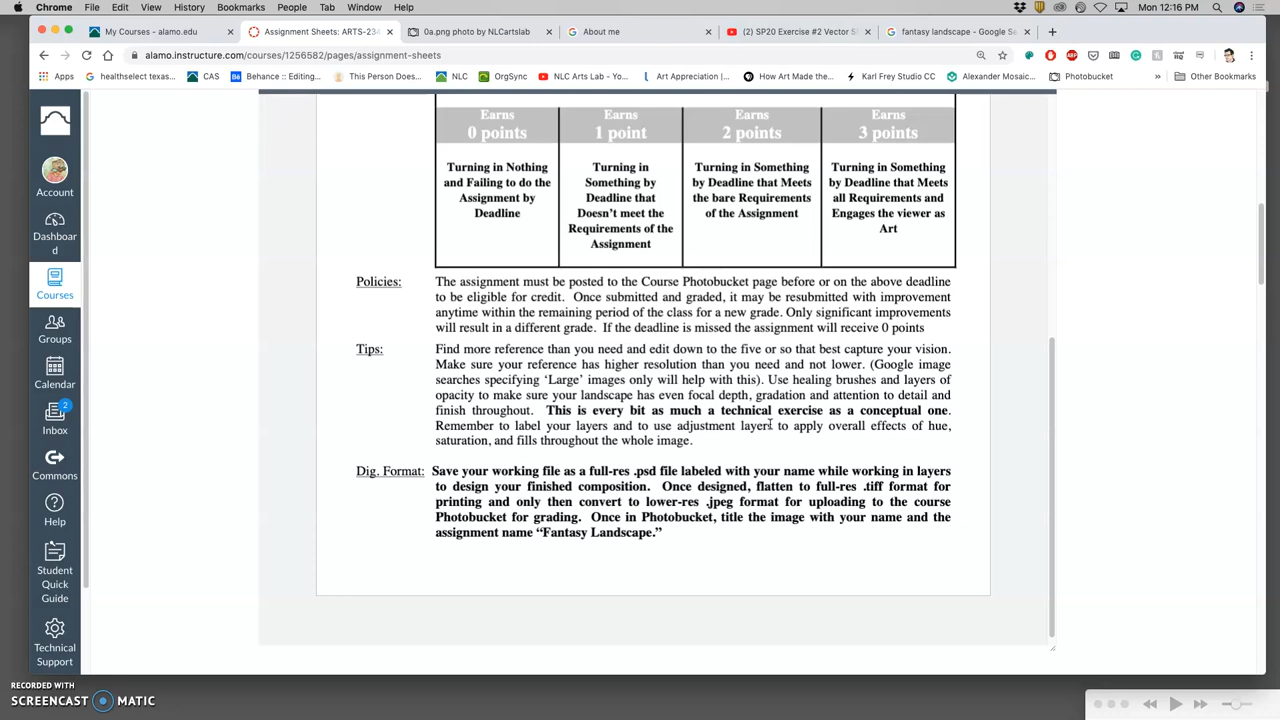 Chrome File Edit View History Bookmarks People Tab Window Help Mon 12:16 PM
My Courses - alamo.edu Assignment Sheets: ARTS-234 0a.png photo by NLCartslab About me (2) SP20 Exercise #2 Vector S fantasy landscape - Google Se
alamo.instructure.com/courses/1256582/pages/assignment-sheets
Apps healthselect texas... CAS Behance :: Editing... This Person Does... NLC OrgSync NLC Arts Lab - You... Art Appreciation |... How Art Made the... Karl Frey Studio CC Alexander Mosaic... Photobucket » Other Bookmarks
Account
Dashboar
d
Courses
Groups
Calendar
2
Inbox
Commons
Help
Student
Quick
Guide
Technical
Support
Earns Earns Earns Earns
0 points 1 point 2 points 3 points
Turning in Nothing Turning in Turning in Something Turning in Something
and Failing to do the Something by by Deadline that Meets by Deadline that Meets
Assignment by Deadline that the bare Requirements all Requirements and
Deadline Doesn't meet the of the Assignment Engages the viewer as
Requirements of the Art
Assignment
Policies: The assignment must be posted to the Course Photobucket page before or on the above deadline
to be eligible for credit. Once submitted and graded, it may be resubmitted with improvement
anytime within the remaining period of the class for a new grade. Only significant improvements
will result in a different grade. If the deadline is missed the assignment will receive 0 points
Tips: Find more reference than you need and edit down to the five or so that best capture your vision.
Make sure your reference has higher resolution than you need and not lower. (Google image
searches specifying 'Large' images only will help with this). Use healing brushes and layers of
opacity to make sure your landscape has even focal depth, gradation and attention to detail and
finish throughout. This is every bit as much a technical exercise as a conceptual one.
Remember to label your layers and to use adjustment layers to apply overall effects of hue,
saturation, and fills throughout the whole image.
Dig. Format: Save your working file as a full-res .psd file labeled with your name while working in layers
to design your finished composition. Once designed, flatten to full-res .tiff format for
printing and only then convert to lower-res .jpeg format for uploading to the course
Photobucket for grading. Once in Photobucket, title the image with your name and the
assignment name “Fantasy Landscape.”
RECORDED WITH
SCREENCAST MATIC